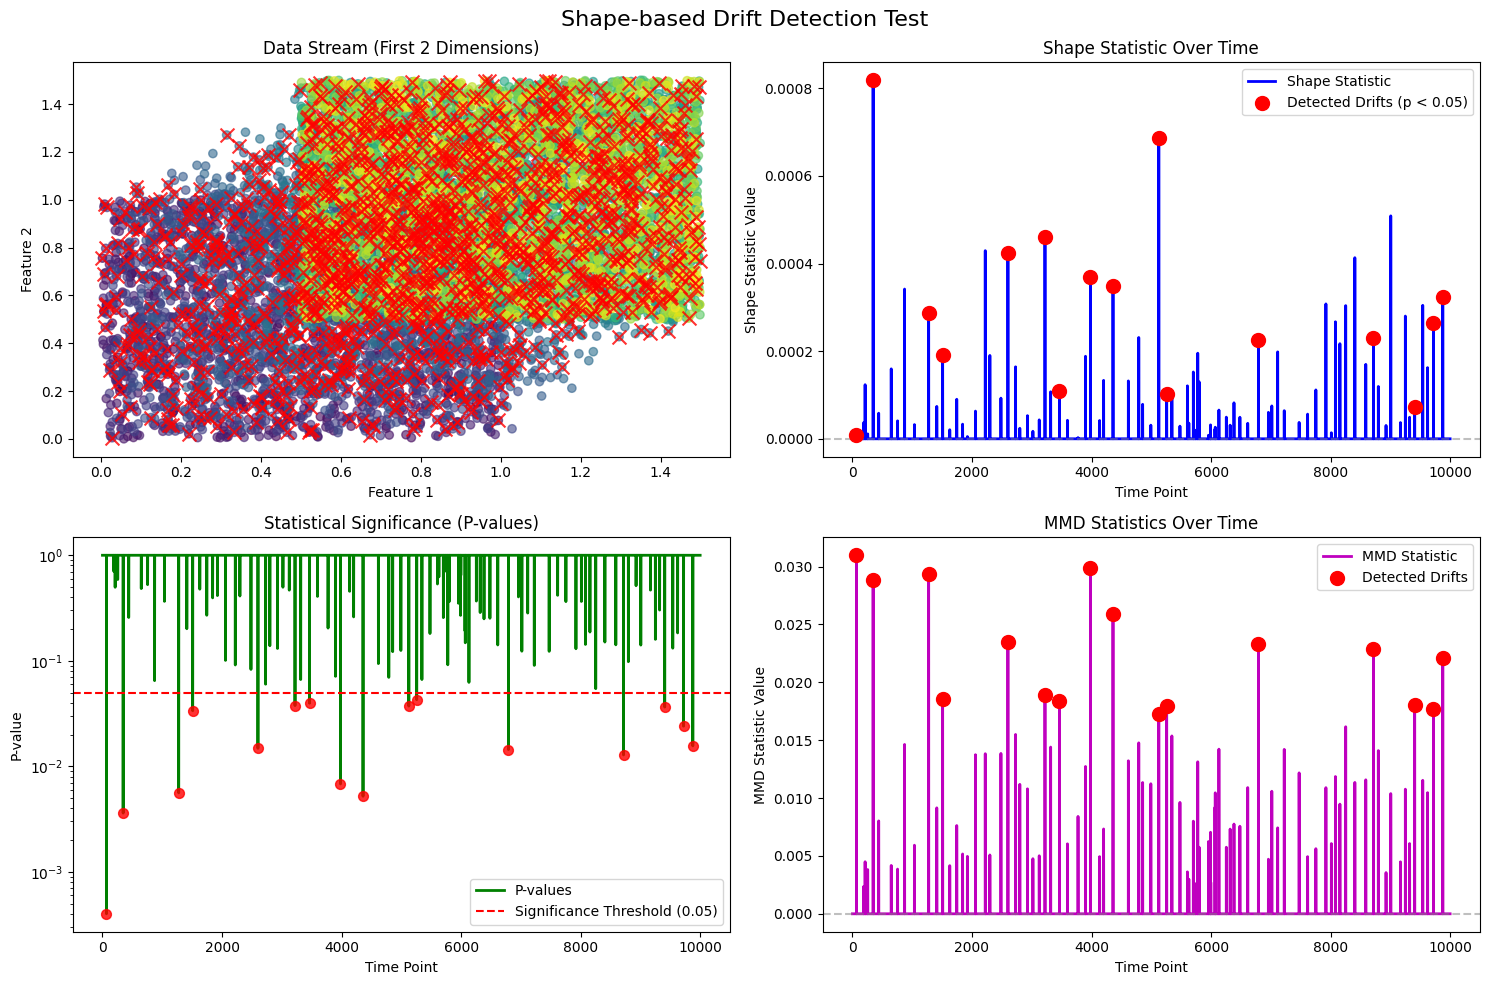 Shape-based Drift Detection Test
Data Stream (First 2 Dimensions)
1.4
1.2
1.0
0.8
0.6
0.4
0.2
0.0
Feature 2
0.0 0.2 0.4 0.6 0.8 1.0 1.2 1.4
Feature 1
Shape Statistic Over Time
Shape Statistic
Detected Drifts (p < 0.05)
0.0008
0.0006
0.0004
0.0002
0.0000
Shape Statistic Value
0 2000 4000 6000 8000 10000
Time Point
Statistical Significance (P-values)
10⁰
10⁻¹
10⁻²
10⁻³
P-value
P-values
Significance Threshold (0.05)
0 2000 4000 6000 8000 10000
Time Point
MMD Statistics Over Time
MMD Statistic
Detected Drifts
0.030
0.025
0.020
0.015
0.010
0.005
0.000
MMD Statistic Value
0 2000 4000 6000 8000 10000
Time Point